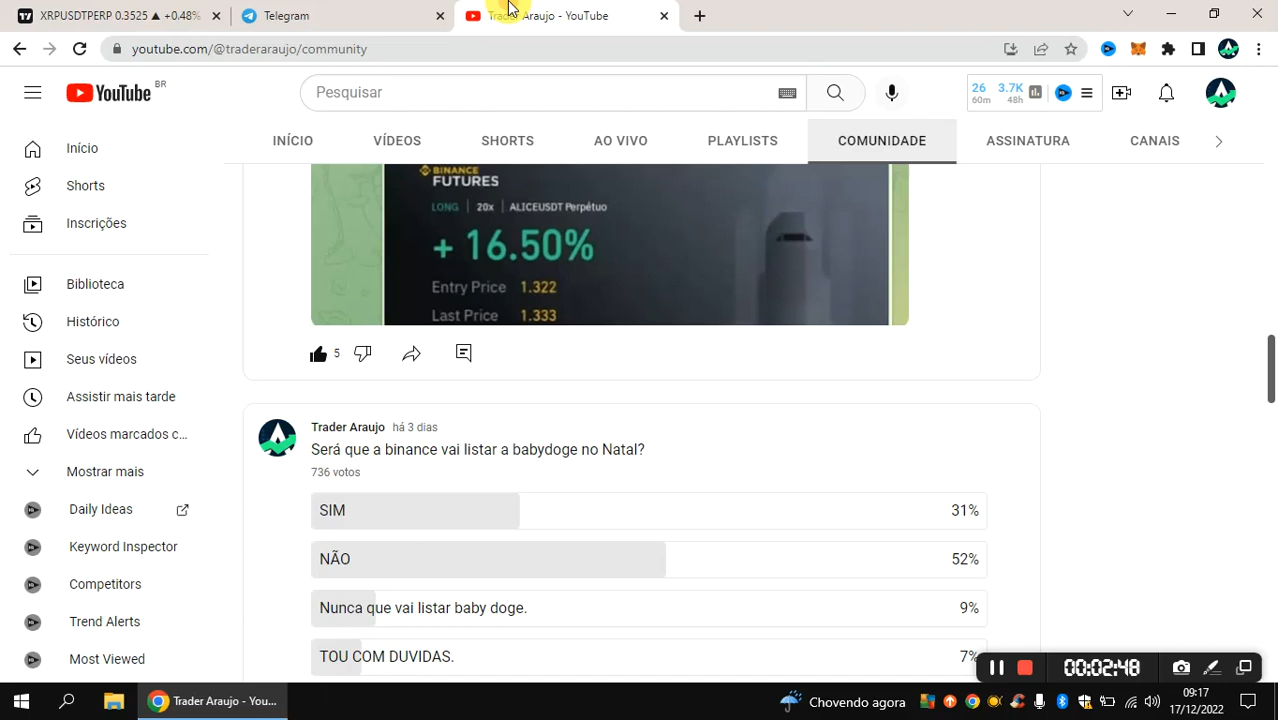 XRPUSDTPERP 0.3525 ▲ +0.48%
Telegram
Trader Araujo - YouTube
youtube.com/@traderaraujo/community
YouTube BR
Pesquisar
26 3.7K
60m 48h
INÍCIO VÍDEOS SHORTS AO VIVO PLAYLISTS COMUNIDADE ASSINATURA CANAIS
Início
Shorts
Inscrições
Biblioteca
Histórico
Seus vídeos
Assistir mais tarde
Vídeos marcados c...
Mostrar mais
Daily Ideas
Keyword Inspector
Competitors
Trend Alerts
Most Viewed
BINANCE
FUTURES
LONG | 20x | ALICEUSDT Perpétuo
+ 16.50%
Entry Price 1.322
Last Price 1.333
5
Trader Araujo há 3 dias
Será que a binance vai listar a babydoge no Natal?
736 votos
SIM 31%
NÃO 52%
Nunca que vai listar baby doge. 9%
TOU COM DUVIDAS. 7%
00:02:48
Trader Araujo - You...
Chovendo agora
09:17
17/12/2022